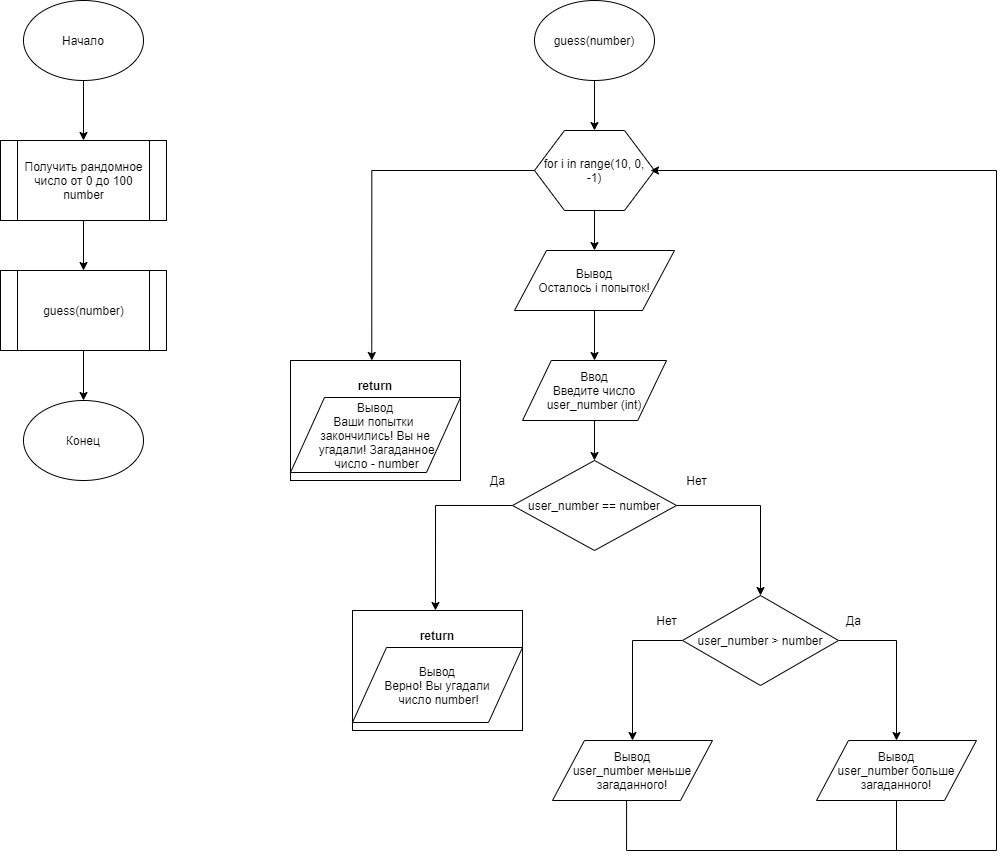 Начало
Получить рандомное
число от 0 до 100
number
guess(number)
Конец
guess(number)
for i in range(10, 0,
-1)
Вывод
Осталось i попыток!
Ввод
Введите число
user_number (int)
return
Вывод
Ваши попытки
закончились! Вы не
угадали! Загаданное
число - number
Да
Нет
user_number == number
return
Вывод
Верно! Вы угадали
число number!
Нет
Да
user_number > number
Вывод
user_number меньше
загаданного!
Вывод
user_number больше
загаданного!